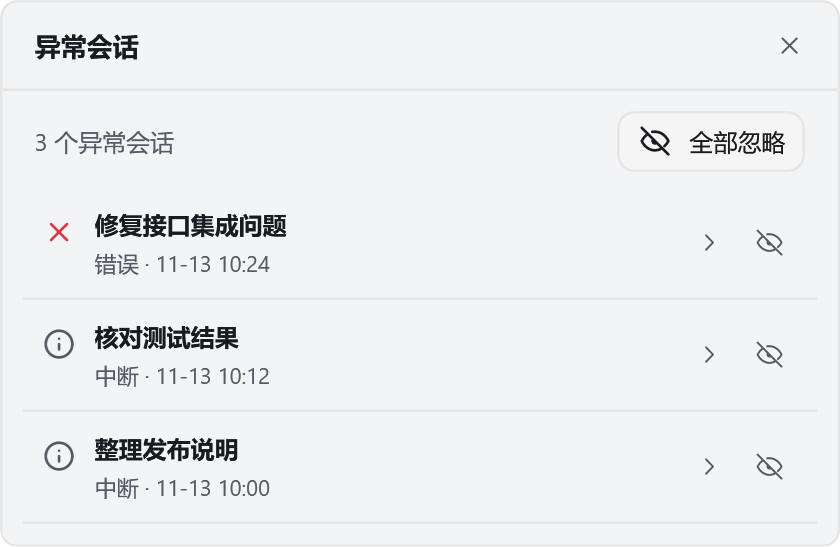 异常会话
3 个异常会话
全部忽略
修复接口集成问题
错误 · 11-13 10:24
核对测试结果
中断 · 11-13 10:12
整理发布说明
中断 · 11-13 10:00